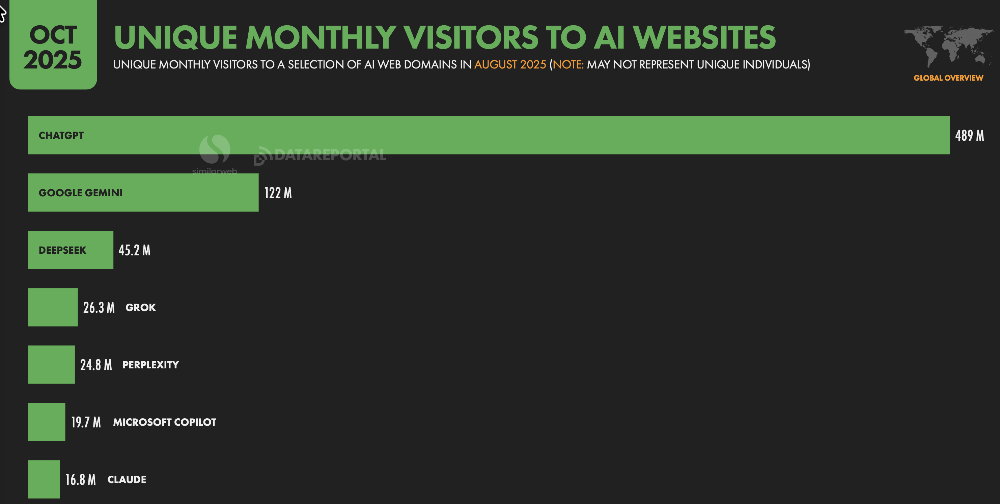 OCT
2025
UNIQUE MONTHLY VISITORS TO AI WEBSITES
UNIQUE MONTHLY VISITORS TO A SELECTION OF AI WEB DOMAINS IN AUGUST 2025 (NOTE: MAY NOT REPRESENT UNIQUE INDIVIDUALS)
GLOBAL OVERVIEW
CHATGPT 489 M
DATAREPORTAL
similarweb
GOOGLE GEMINI 122 M
DEEPSEEK 45.2 M
26.3 M GROK
24.8 M PERPLEXITY
19.7 M MICROSOFT COPILOT
16.8 M CLAUDE